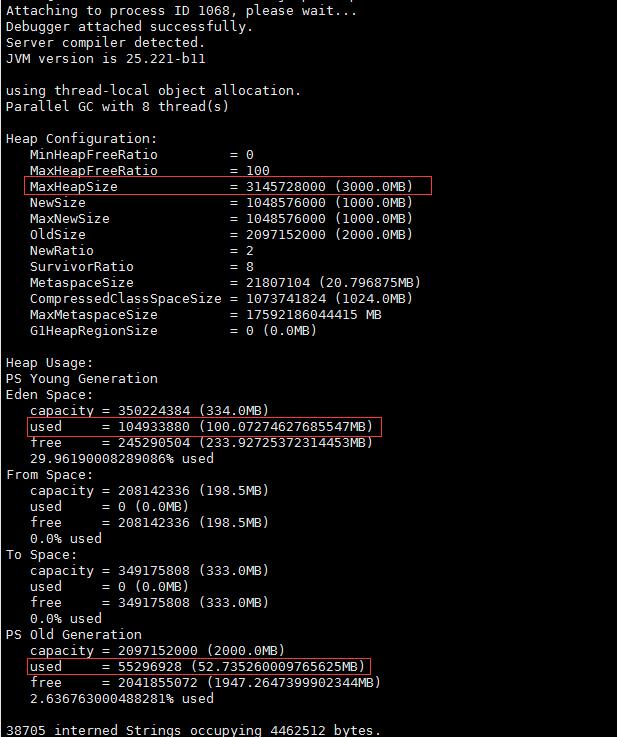 Attaching to process ID 1068, please wait...
Debugger attached successfully.
Server compiler detected.
JVM version is 25.221-b11
using thread-local object allocation.
Parallel GC with 8 thread(s)
Heap Configuration:
MinHeapFreeRatio = 0
MaxHeapFreeRatio = 100
MaxHeapSize = 3145728000 (3000.0MB)
NewSize = 1048576000 (1000.0MB)
MaxNewSize = 1048576000 (1000.0MB)
OldSize = 2097152000 (2000.0MB)
NewRatio = 2
SurvivorRatio = 8
MetaspaceSize = 21807104 (20.796875MB)
CompressedClassSpaceSize = 1073741824 (1024.0MB)
MaxMetaspaceSize = 17592186044415 MB
G1HeapRegionSize = 0 (0.0MB)
Heap Usage:
PS Young Generation
Eden Space:
capacity = 350224384 (334.0MB)
used = 104933880 (100.07274627685547MB)
free = 245290504 (233.92725372314453MB)
29.96190008289086% used
From Space:
capacity = 208142336 (198.5MB)
used = 0 (0.0MB)
free = 208142336 (198.5MB)
0.0% used
To Space:
capacity = 349175808 (333.0MB)
used = 0 (0.0MB)
free = 349175808 (333.0MB)
0.0% used
PS Old Generation
capacity = 2097152000 (2000.0MB)
used = 55296928 (52.735260009765625MB)
free = 2041855072 (1947.2647399902344MB)
2.636763000488281% used
38705 interned Strings occupying 4462512 bytes.